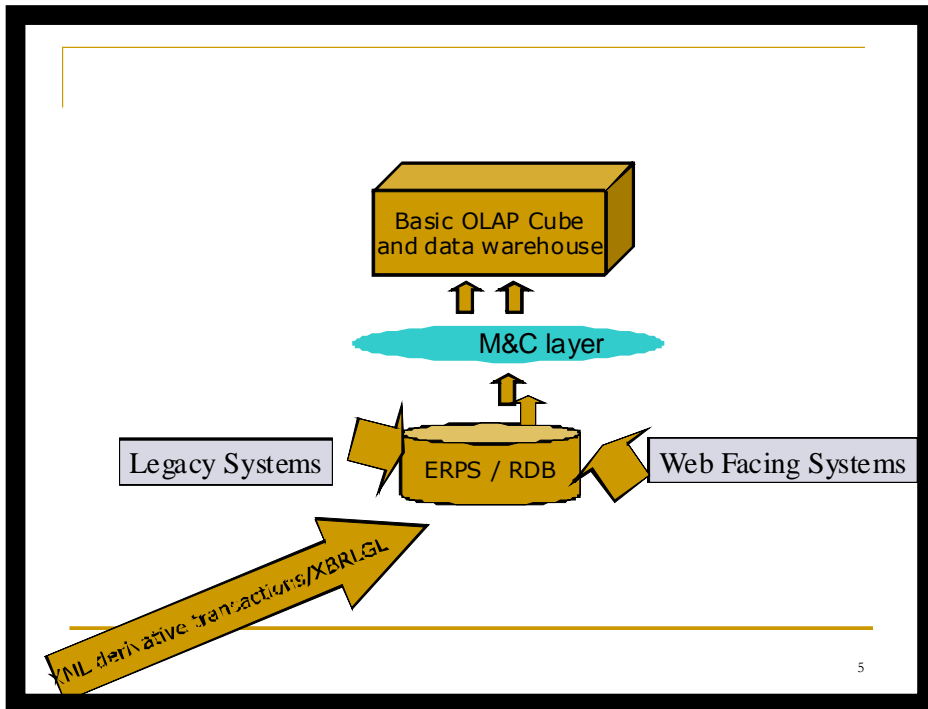 Basic OLAP Cube
and data warehouse
M&C layer
Legacy Systems
ERPS / RDB
Web Facing Systems
XML derivative transactions/XBRLGL
5